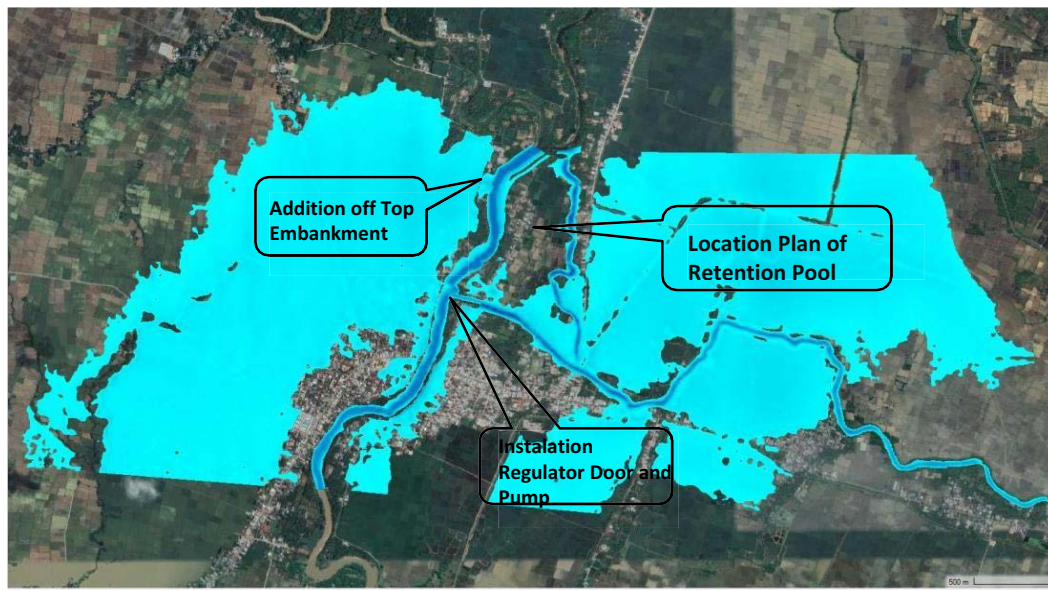 Addition off Top
Embankment
Location Plan of
Retention Pool
Instalation
Regulator Door and
Pump
500 m